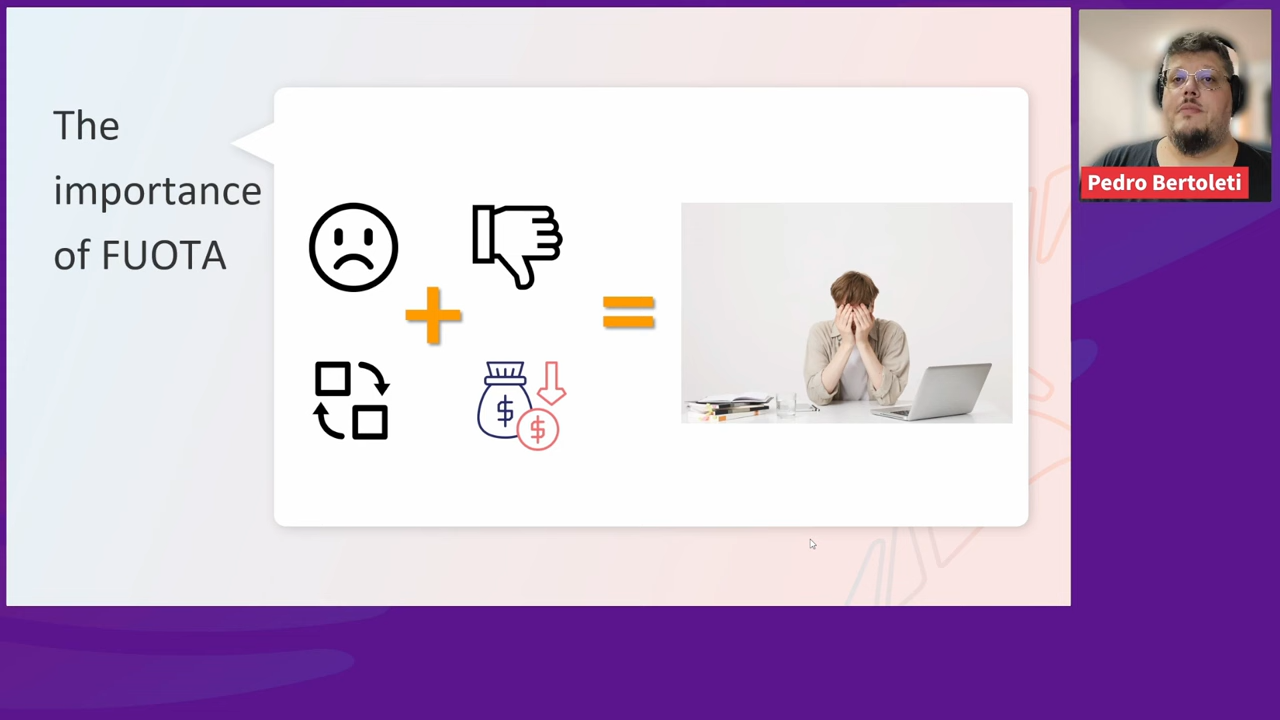 The
importance
of FUOTA
$
$
Pedro Bertoleti